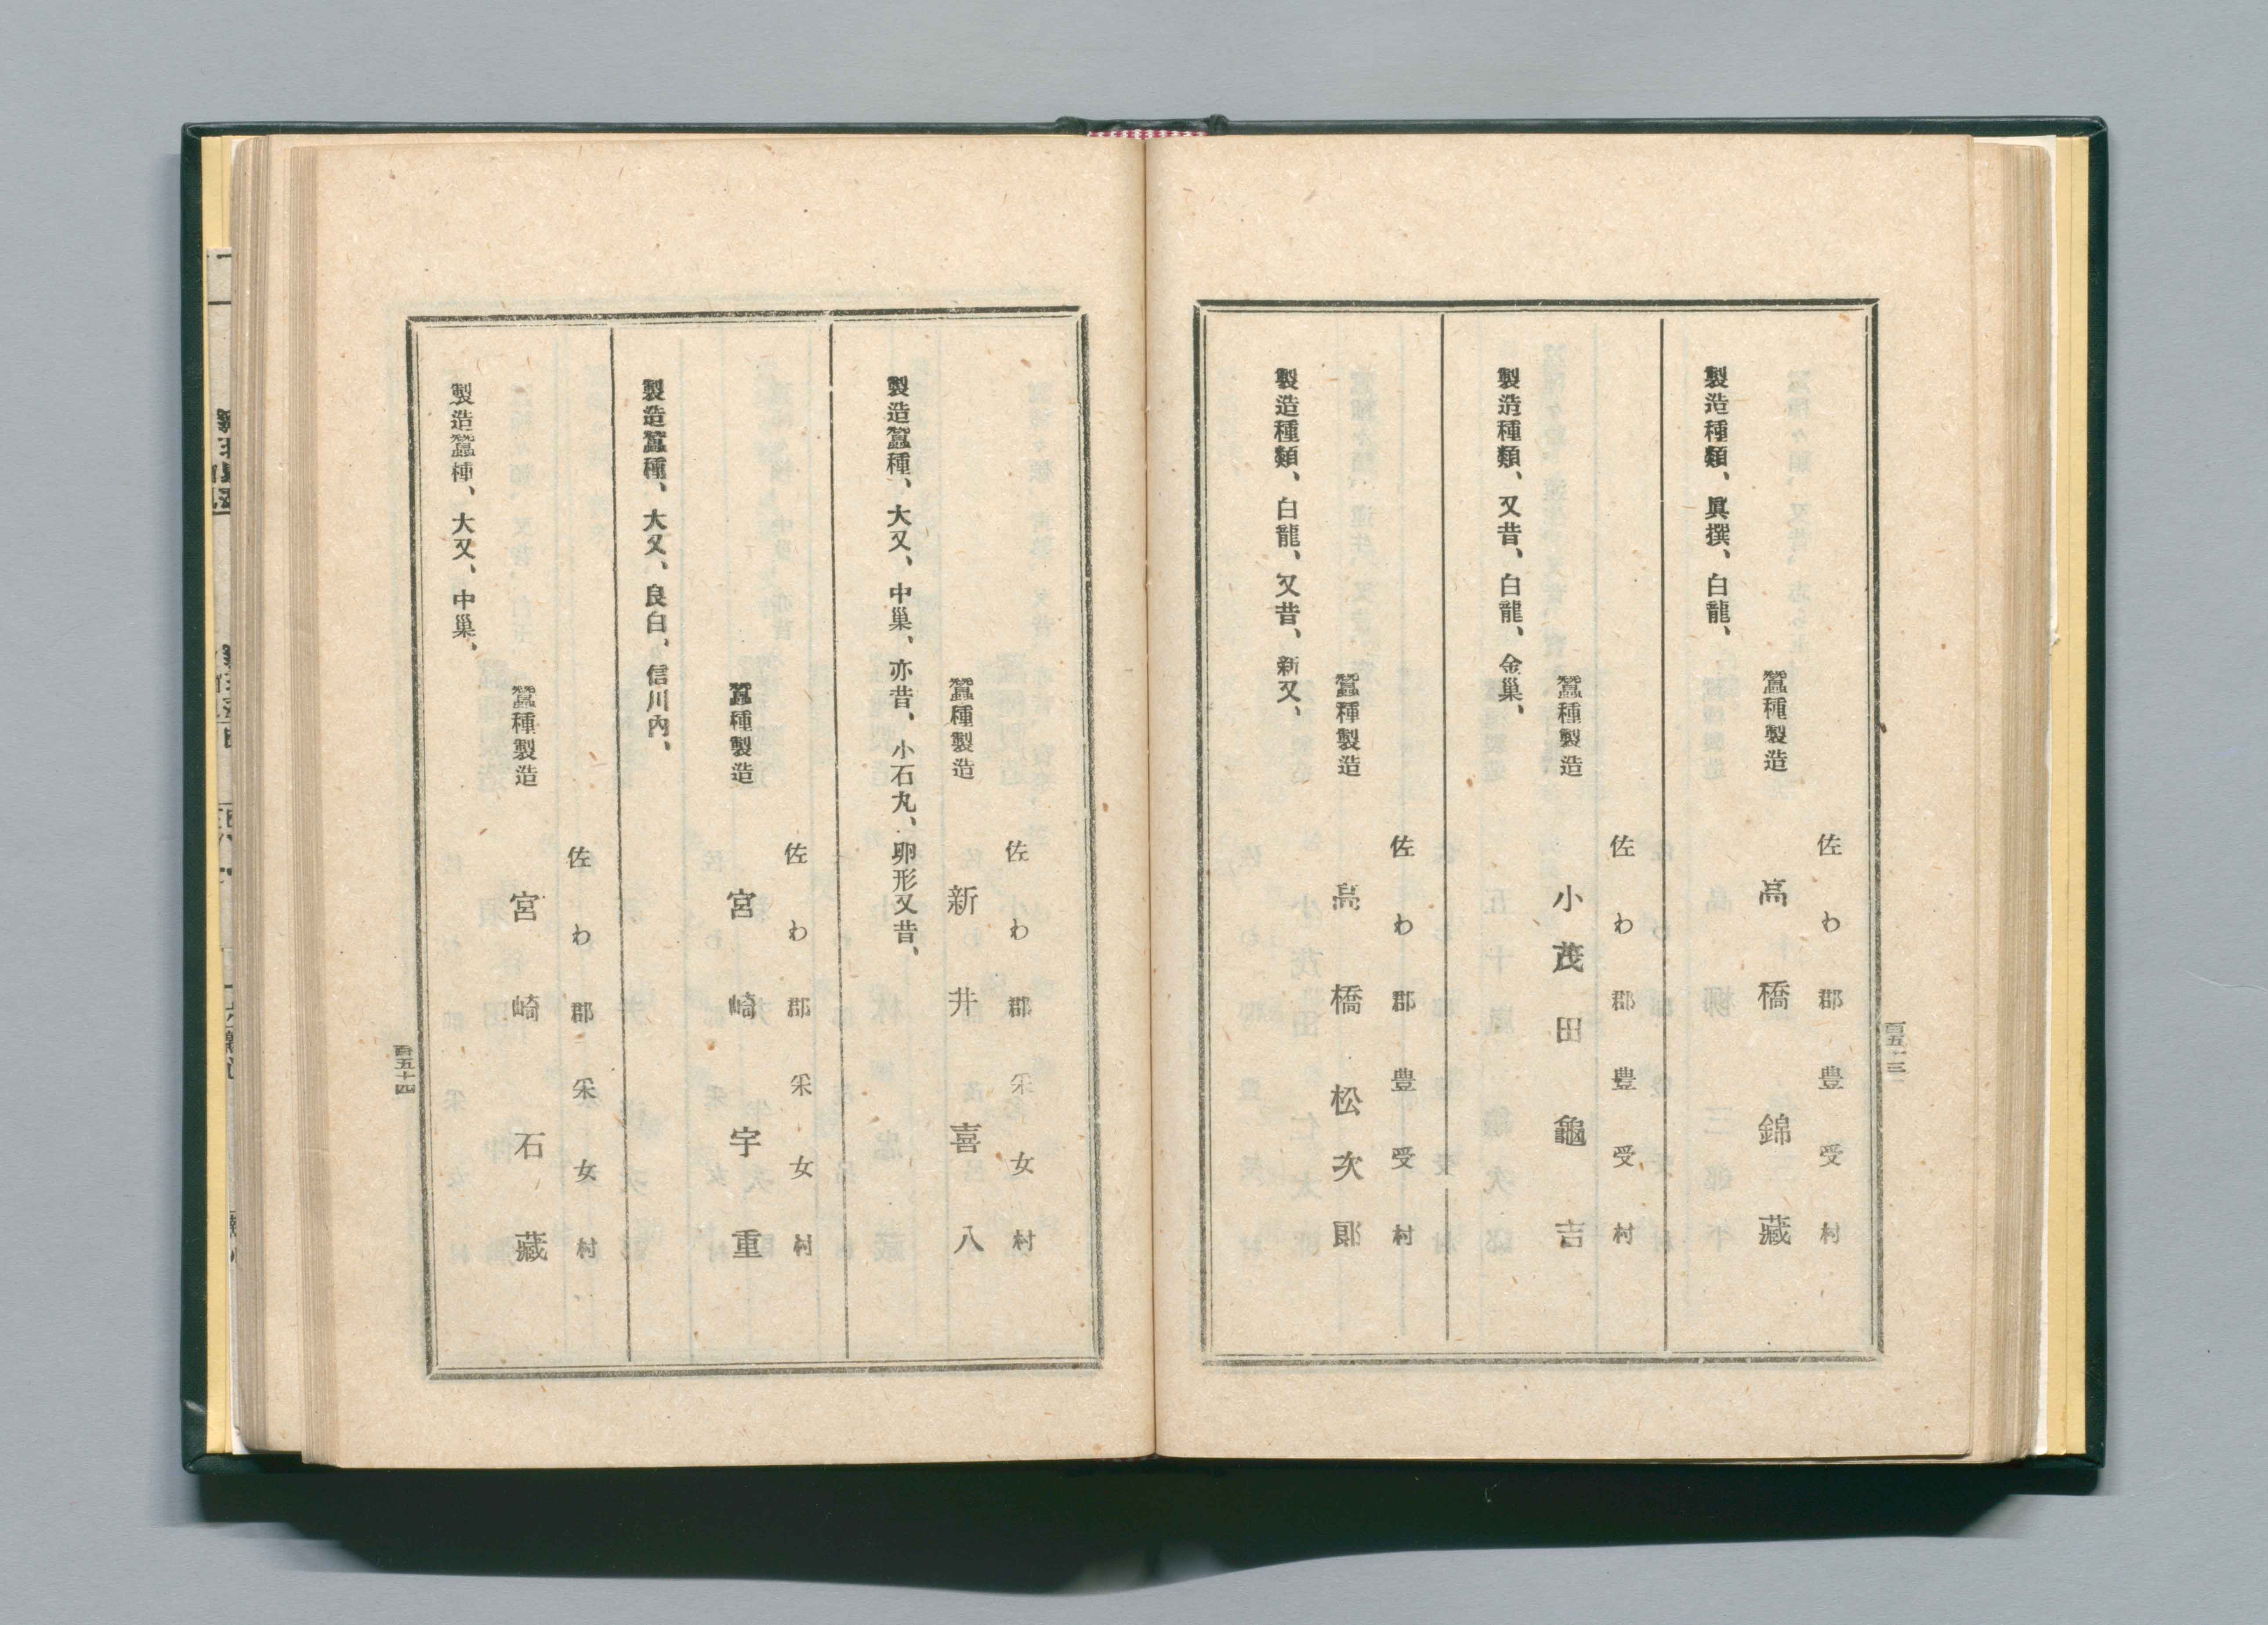 佐わ郡豊受村
蠶種製造　高橋錦藏
製造種類、眞撰、白龍、
佐わ郡豊受村
蠶種製造　小茂田龜吉
製造種類、又昔、白龍、金巢、
佐わ郡豊受村
蠶種製造　高橋松次郎
製造種類、白龍、又昔、新又、
百五十三
佐わ郡采女村
蠶種製造　新井喜八
製造蠶種、大又、中巢、亦昔、小石丸、卵形又昔、
佐わ郡采女村
蠶種製造　宮崎宇重
製造蠶種、大又、良白、信川內、
佐わ郡采女村
蠶種製造　宮崎石藏
製造蠶種、大又、中巢、
百五十四